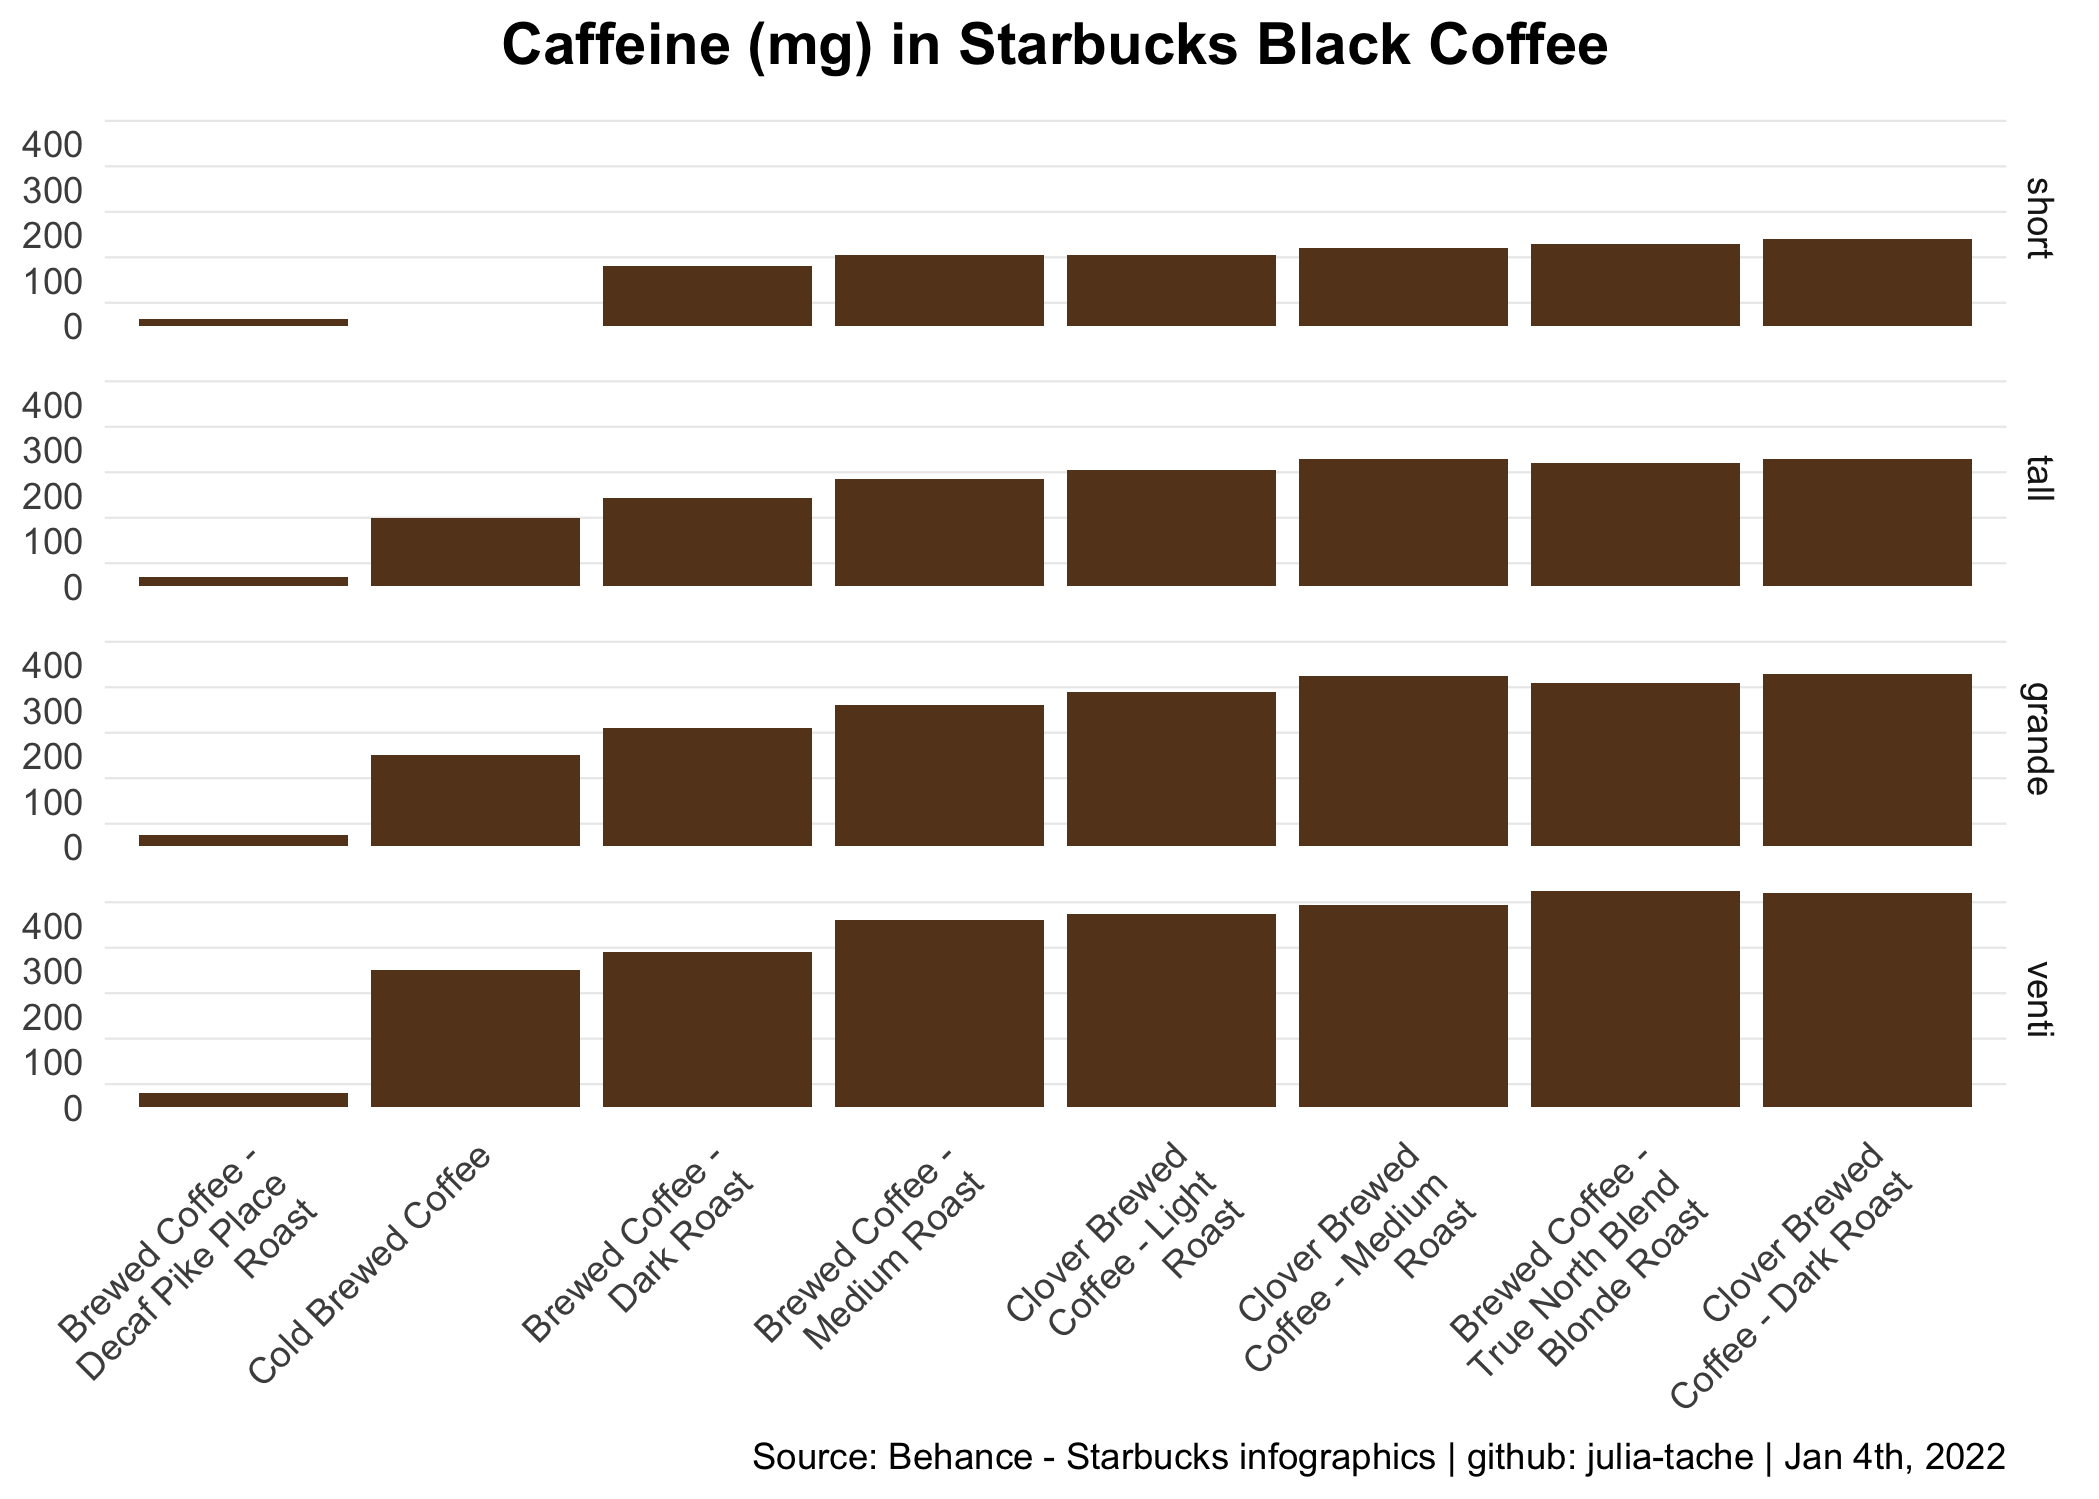 Caffeine (mg) in Starbucks Black Coffee
400
300
200
100
0
short
400
300
200
100
0
tall
400
300
200
100
0
grande
400
300
200
100
0
venti
Brewed Coffee -
Decaf Pike Place
Roast
Cold Brewed Coffee
Brewed Coffee -
Dark Roast
Brewed Coffee -
Medium Roast
Clover Brewed
Coffee - Light
Roast
Clover Brewed
Coffee - Medium
Roast
Brewed Coffee -
True North Blend
Blonde Roast
Clover Brewed
Coffee - Dark Roast
Source: Behance - Starbucks infographics | github: julia-tache | Jan 4th, 2022